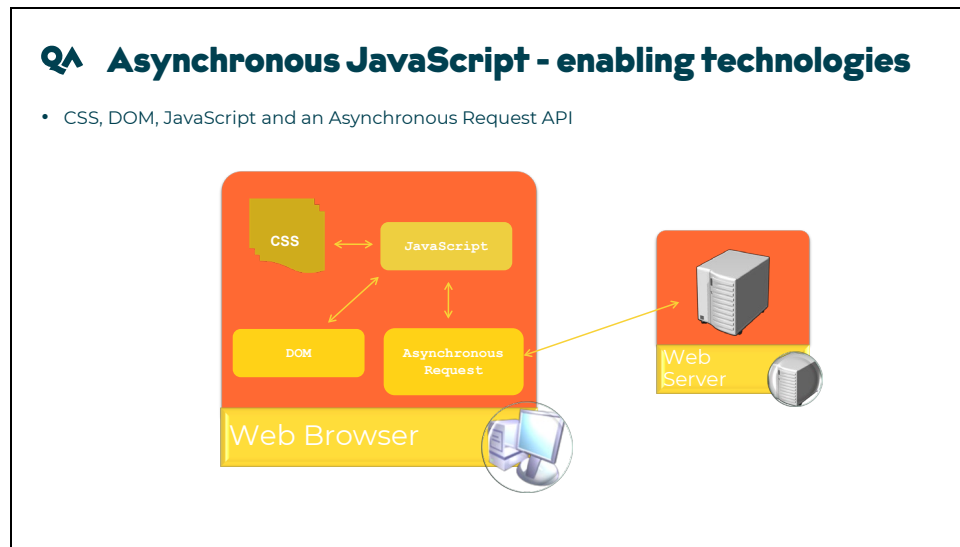 QA Asynchronous JavaScript - enabling technologies
• CSS, DOM, JavaScript and an Asynchronous Request API
CSS
JavaScript
DOM
Asynchronous
Request
Web
Server
Web Browser